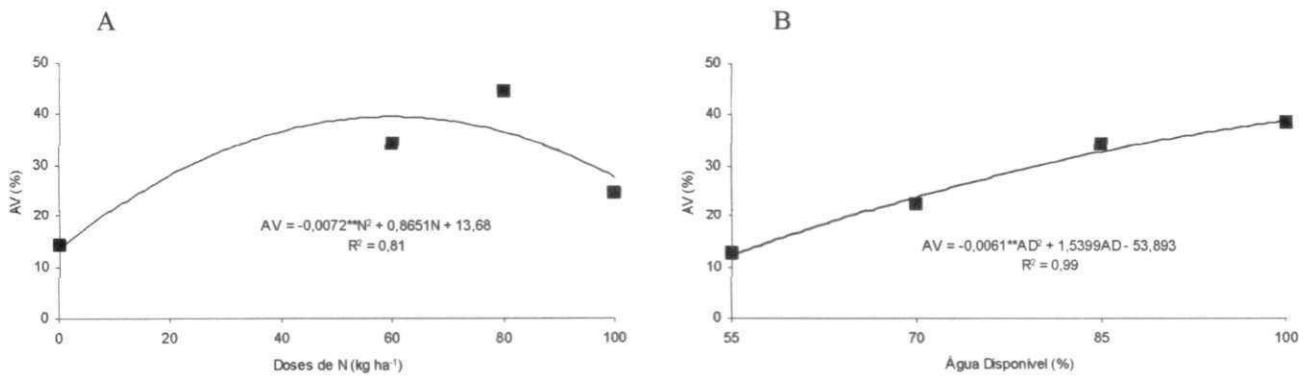 A
50
40
30
20
10
0
AV (%)
AV = -0,0072**N² + 0,8651N + 13,68
R² = 0,81
0 20 40 60 80 100
Doses de N (kg ha⁻¹)
B
50
40
30
20
10
0
AV (%)
AV = -0,0061**AD² + 1,5399AD - 53,893
R² = 0,99
55 70 85 100
Água Disponível (%)